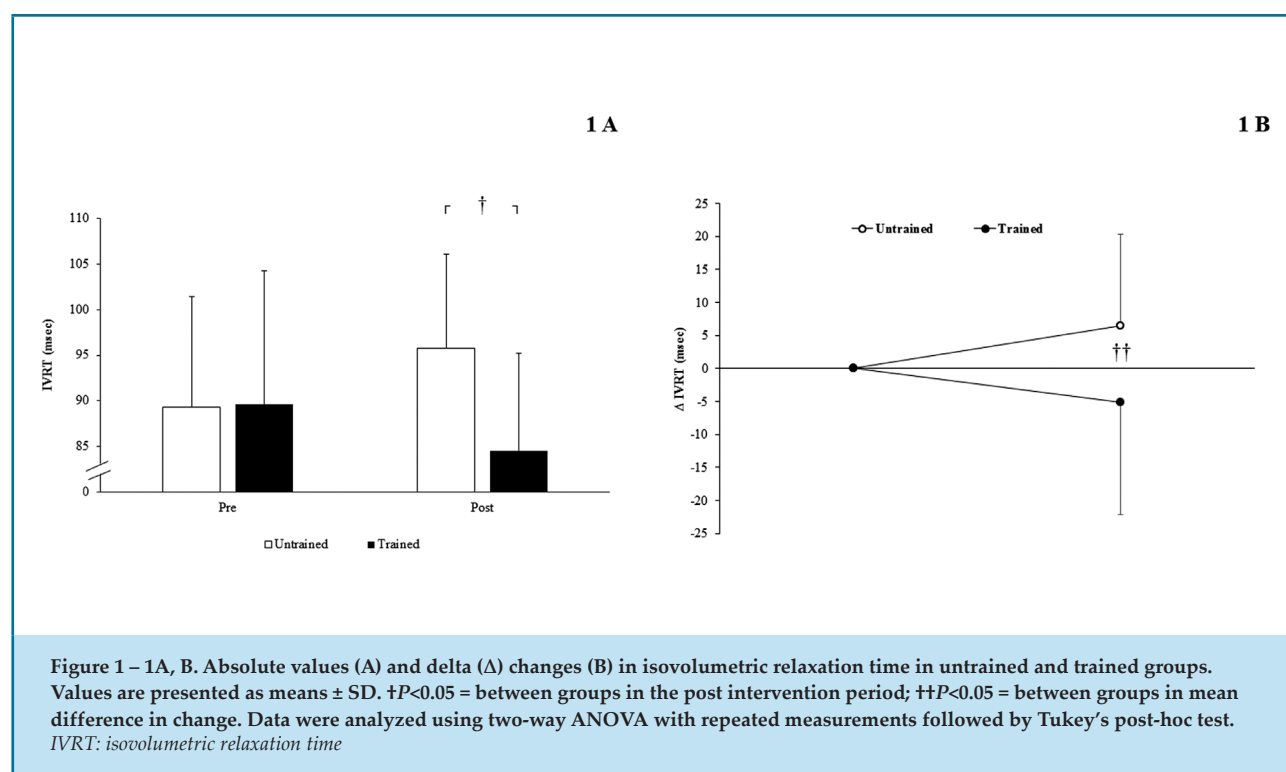 1 A
110
105
100
95
90
85
0
IVRT (msec)
†
Pre
Post
Untrained
Trained
1 B
25
20
15
10
5
0
-5
-10
-15
-20
-25
Δ IVRT (msec)
Untrained
Trained
††
Figure 1 – 1A, B. Absolute values (A) and delta (Δ) changes (B) in isovolumetric relaxation time in untrained and trained groups.
Values are presented as means ± SD. †P<0.05 = between groups in the post intervention period; ††P<0.05 = between groups in mean
difference in change. Data were analyzed using two-way ANOVA with repeated measurements followed by Tukey’s post-hoc test.
IVRT: isovolumetric relaxation time